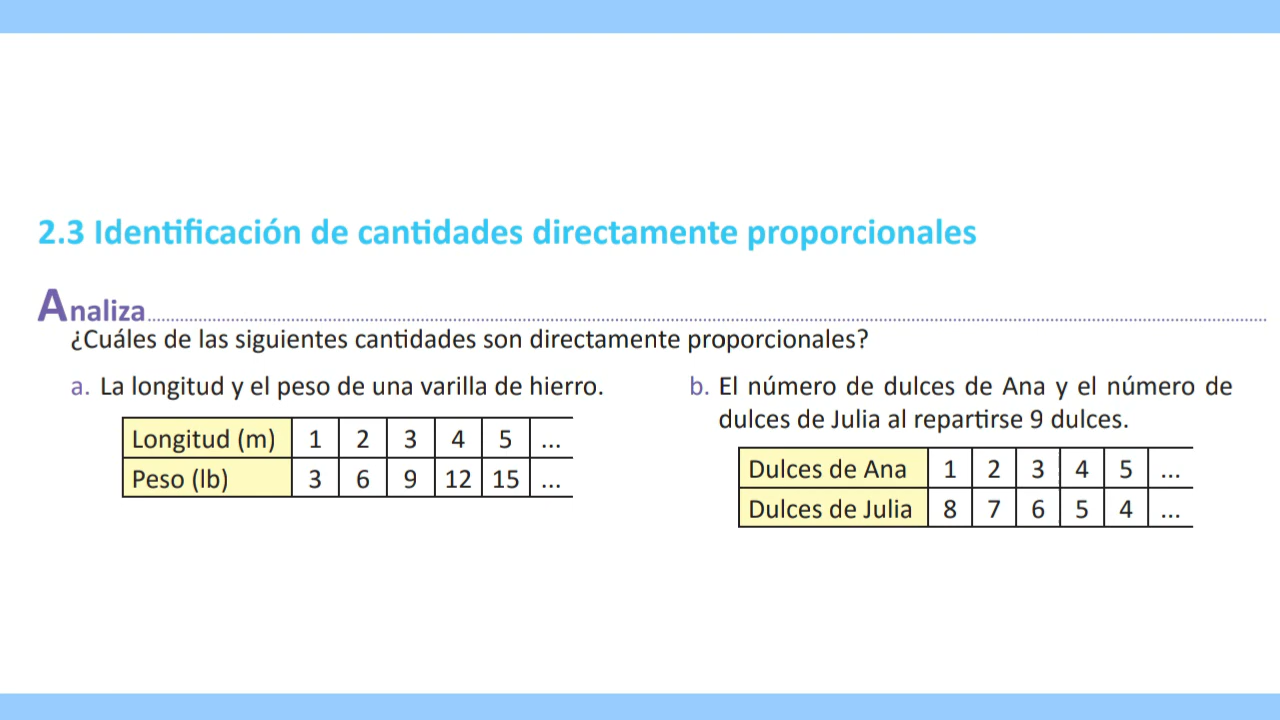 2.3 Identificación de cantidades directamente proporcionales
Analiza
¿Cuáles de las siguientes cantidades son directamente proporcionales?
a. La longitud y el peso de una varilla de hierro.
Longitud (m) 1 2 3 4 5 ...
Peso (lb) 3 6 9 12 15 ...
b. El número de dulces de Ana y el número de
dulces de Julia al repartirse 9 dulces.
Dulces de Ana 1 2 3 4 5 ...
Dulces de Julia 8 7 6 5 4 ...